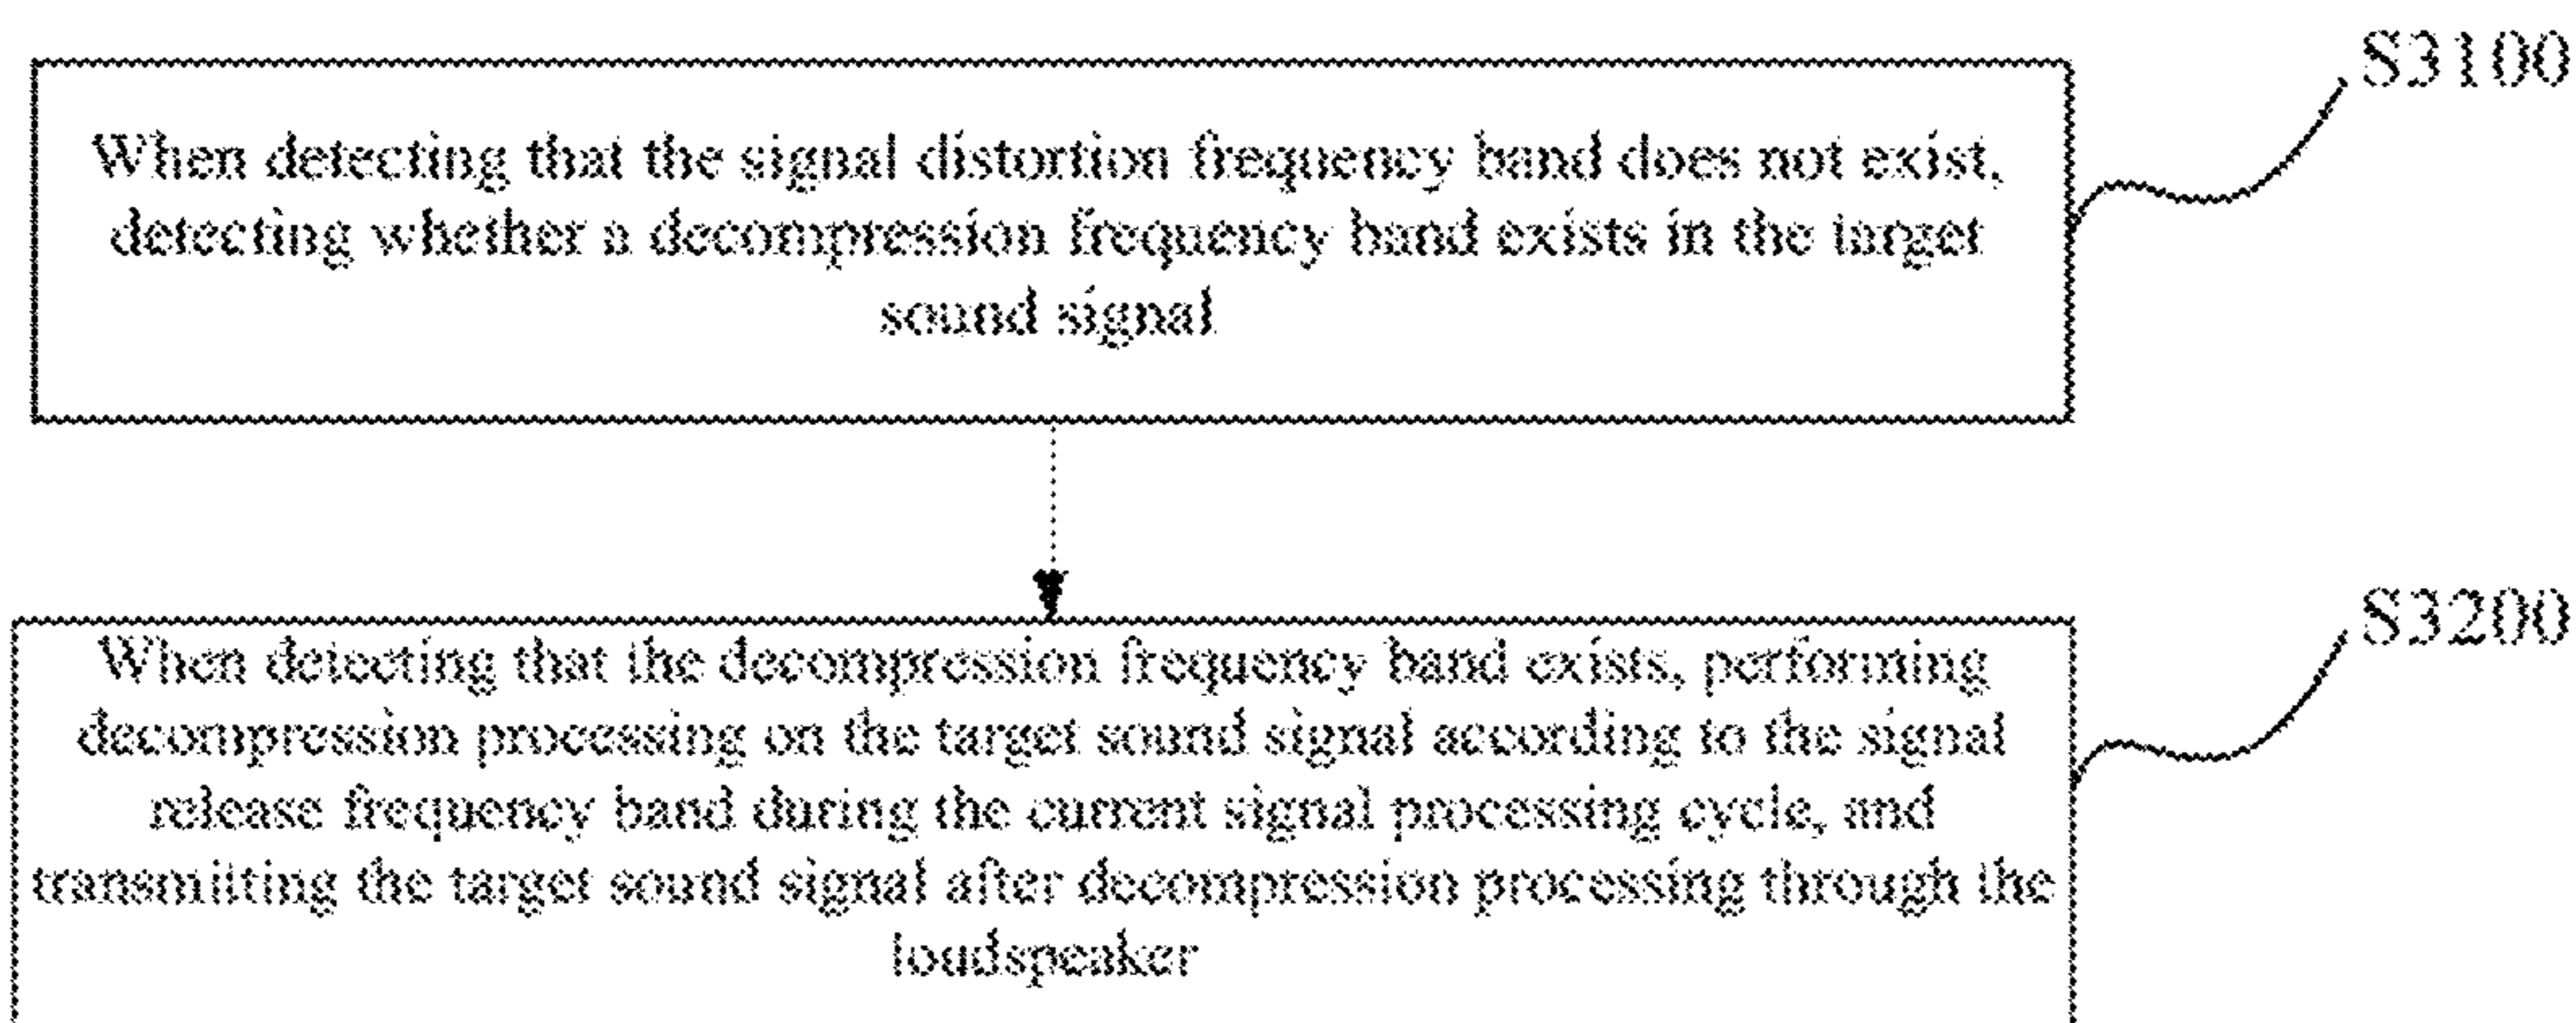 S3100
When detecting that the signal distortion frequency band does not exist,
detecting whether a decompression frequency band exists in the target
sound signal
S3200
When detecting that the decompression frequency band exists, performing
decompression processing on the target sound signal according to the signal
release frequency band during the current signal processing cycle, and
transmitting the target sound signal after decompression processing through the
loudspeaker